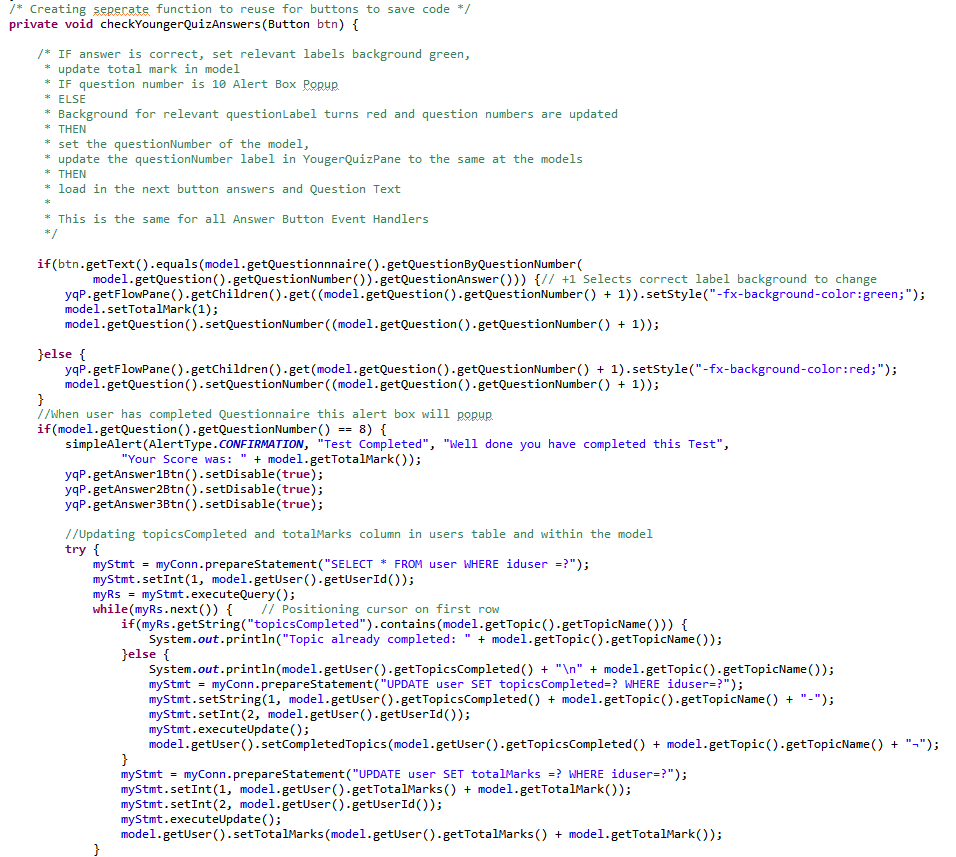 /* Creating seperate function to reuse for buttons to save code */
private void checkYoungerQuizAnswers(Button btn) {
/* IF answer is correct, set relevant labels background green,
* update total mark in model
* IF question number is 10 Alert Box Popup
* ELSE
* Background for relevant questionLabel turns red and question numbers are updated
* THEN
* set the questionNumber of the model,
* update the questionNumber label in YougerQuizPane to the same at the models
* THEN
* load in the next button answers and Question Text
*
* This is the same for all Answer Button Event Handlers
*/
if(btn.getText().equals(model.getQuestionnnaire().getQuestionByQuestionNumber(
model.getQuestion().getQuestionNumber()).getQuestionAnswer())) {// +1 Selects correct label background to change
yqP.getFlowPane().getChildren().get((model.getQuestion().getQuestionNumber() + 1)).setStyle("-fx-background-color:green;");
model.setTotalMark(1);
model.getQuestion().setQuestionNumber((model.getQuestion().getQuestionNumber() + 1));
}else {
yqP.getFlowPane().getChildren().get(model.getQuestion().getQuestionNumber() + 1).setStyle("-fx-background-color:red;");
model.getQuestion().setQuestionNumber((model.getQuestion().getQuestionNumber() + 1));
}
//When user has completed Questionnaire this alert box will popup
if(model.getQuestion().getQuestionNumber() == 8) {
simpleAlert(AlertType.CONFIRMATION, "Test Completed", "Well done you have completed this Test",
"Your Score was: " + model.getTotalMark());
yqP.getAnswer1Btn().setDisable(true);
yqP.getAnswer2Btn().setDisable(true);
yqP.getAnswer3Btn().setDisable(true);
//Updating topicsCompleted and totalMarks column in users table and within the model
try {
myStmt = myConn.prepareStatement("SELECT * FROM user WHERE iduser =?");
myStmt.setInt(1, model.getUser().getUserId());
myRs = myStmt.executeQuery();
while(myRs.next()) {    // Positioning cursor on first row
if(myRs.getString("topicsCompleted").contains(model.getTopic().getTopicName())) {
System.out.println("Topic already completed: " + model.getTopic().getTopicName());
}else {
System.out.println(model.getUser().getTopicsCompleted() + "\n" + model.getTopic().getTopicName());
myStmt = myConn.prepareStatement("UPDATE user SET topicsCompleted=? WHERE iduser=?");
myStmt.setString(1, model.getUser().getTopicsCompleted() + model.getTopic().getTopicName() + "-");
myStmt.setInt(2, model.getUser().getUserId());
myStmt.executeUpdate();
model.getUser().setCompletedTopics(model.getUser().getTopicsCompleted() + model.getTopic().getTopicName() + "¬");
}
myStmt = myConn.prepareStatement("UPDATE user SET totalMarks =? WHERE iduser=?");
myStmt.setInt(1, model.getUser().getTotalMarks() + model.getTotalMark());
myStmt.setInt(2, model.getUser().getUserId());
myStmt.executeUpdate();
model.getUser().setTotalMarks(model.getUser().getTotalMarks() + model.getTotalMark());
}